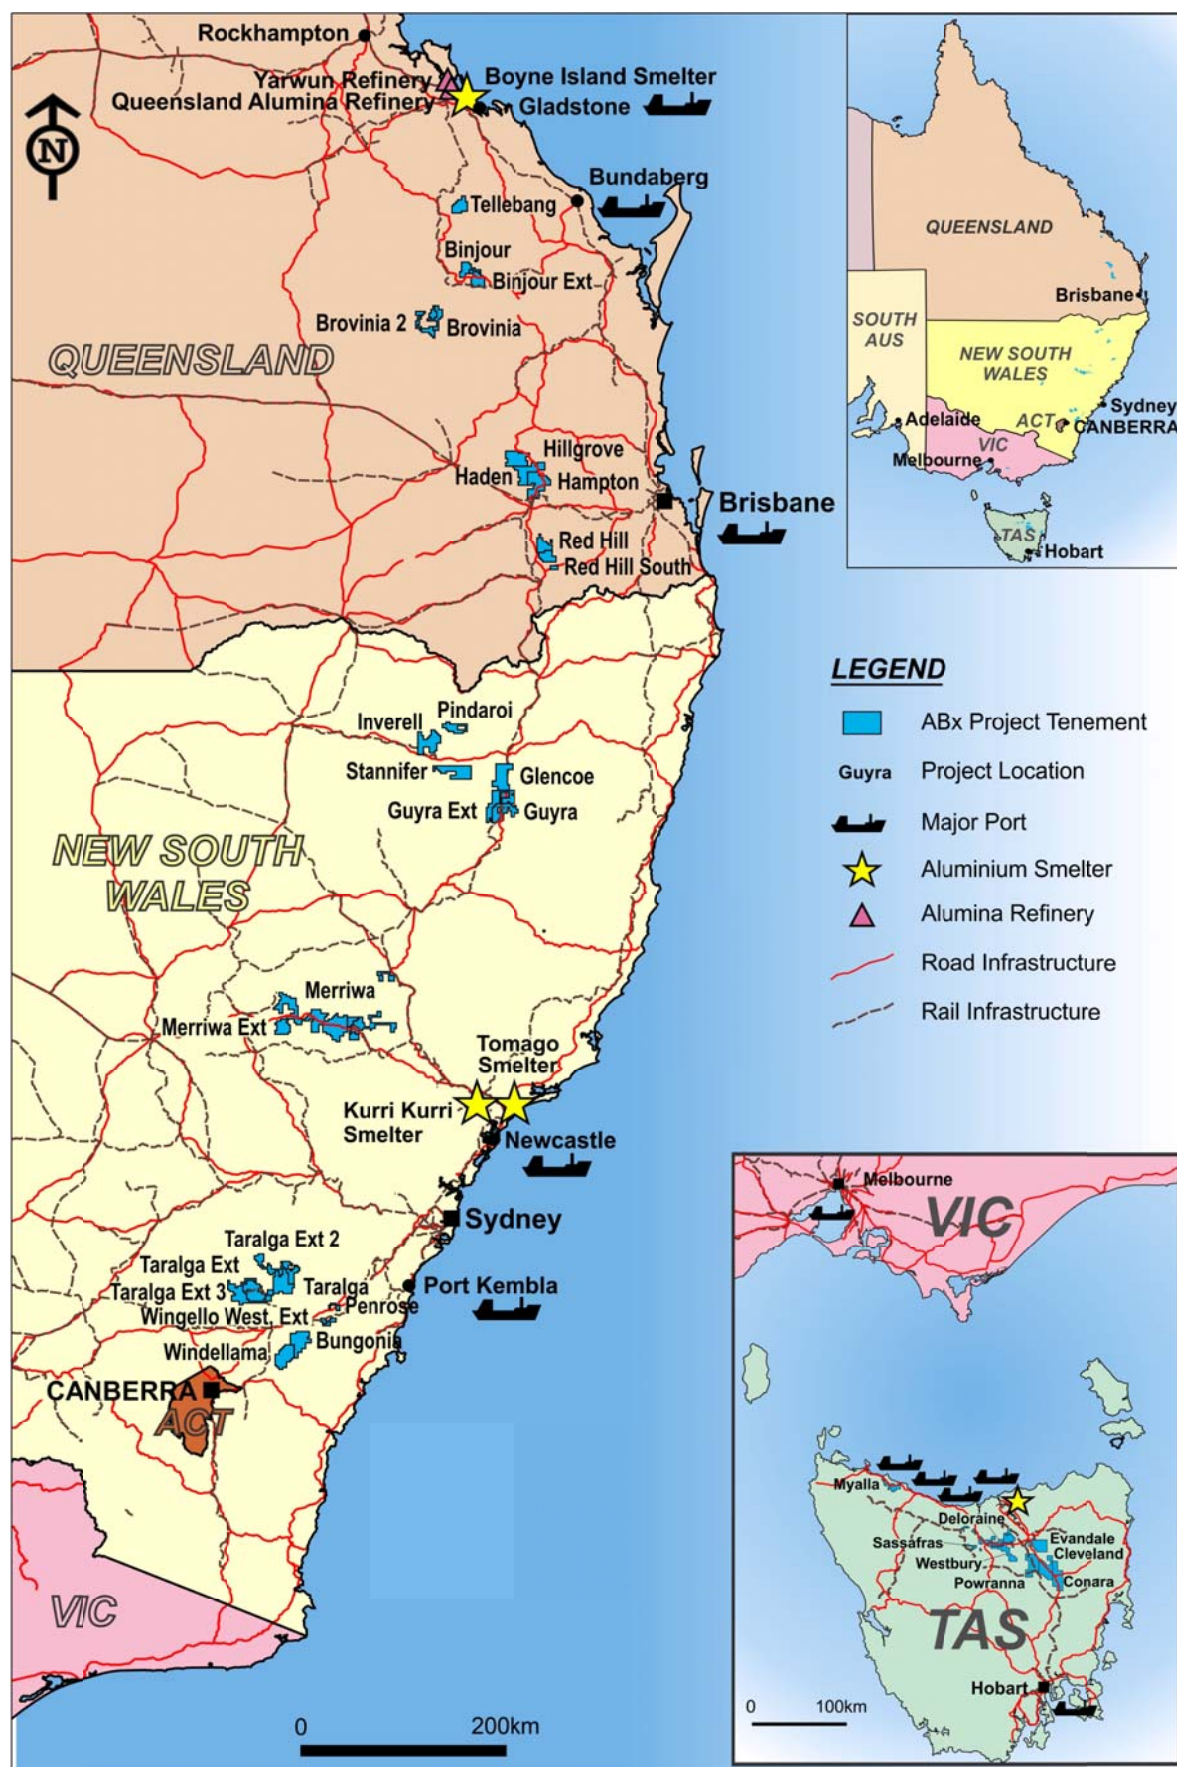 Rockhampton
Yarwun Refinery
Queensland Alumina Refinery
Boyne Island Smelter
Gladstone
N
Bundaberg
Tellebang
Binjour
Binjour Ext
Brovinia 2
Brovinia
QUEENSLAND
Hillgrove
Haden
Hampton
Brisbane
Red Hill
Red Hill South
Pindaroi
Inverell
Stannifer
Glencoe
Guyra Ext
Guyra
NEW SOUTH
WALES
Merriwa
Merriwa Ext
Tomago
Smelter
Kurri Kurri
Smelter
Newcastle
Sydney
Taralga Ext 2
Taralga Ext
Taralga Ext 3
Taralga
Port Kembla
Penrose
Wingello West, Ext
Bungonia
Windellama
CANBERRA
ACT
VIC
0
200km
QUEENSLAND
Brisbane
SOUTH
AUS
NEW SOUTH
WALES
Sydney
ACT
CANBERRA
Adelaide
VIC
Melbourne
TAS
Hobart
LEGEND
ABx Project Tenement
Guyra
Project Location
Major Port
Aluminium Smelter
Alumina Refinery
Road Infrastructure
Rail Infrastructure
Melbourne
VIC
Myalla
Deloraine
Sassafras
Evandale
Cleveland
Westbury
Powranna
Conara
TAS
Hobart
0
100km